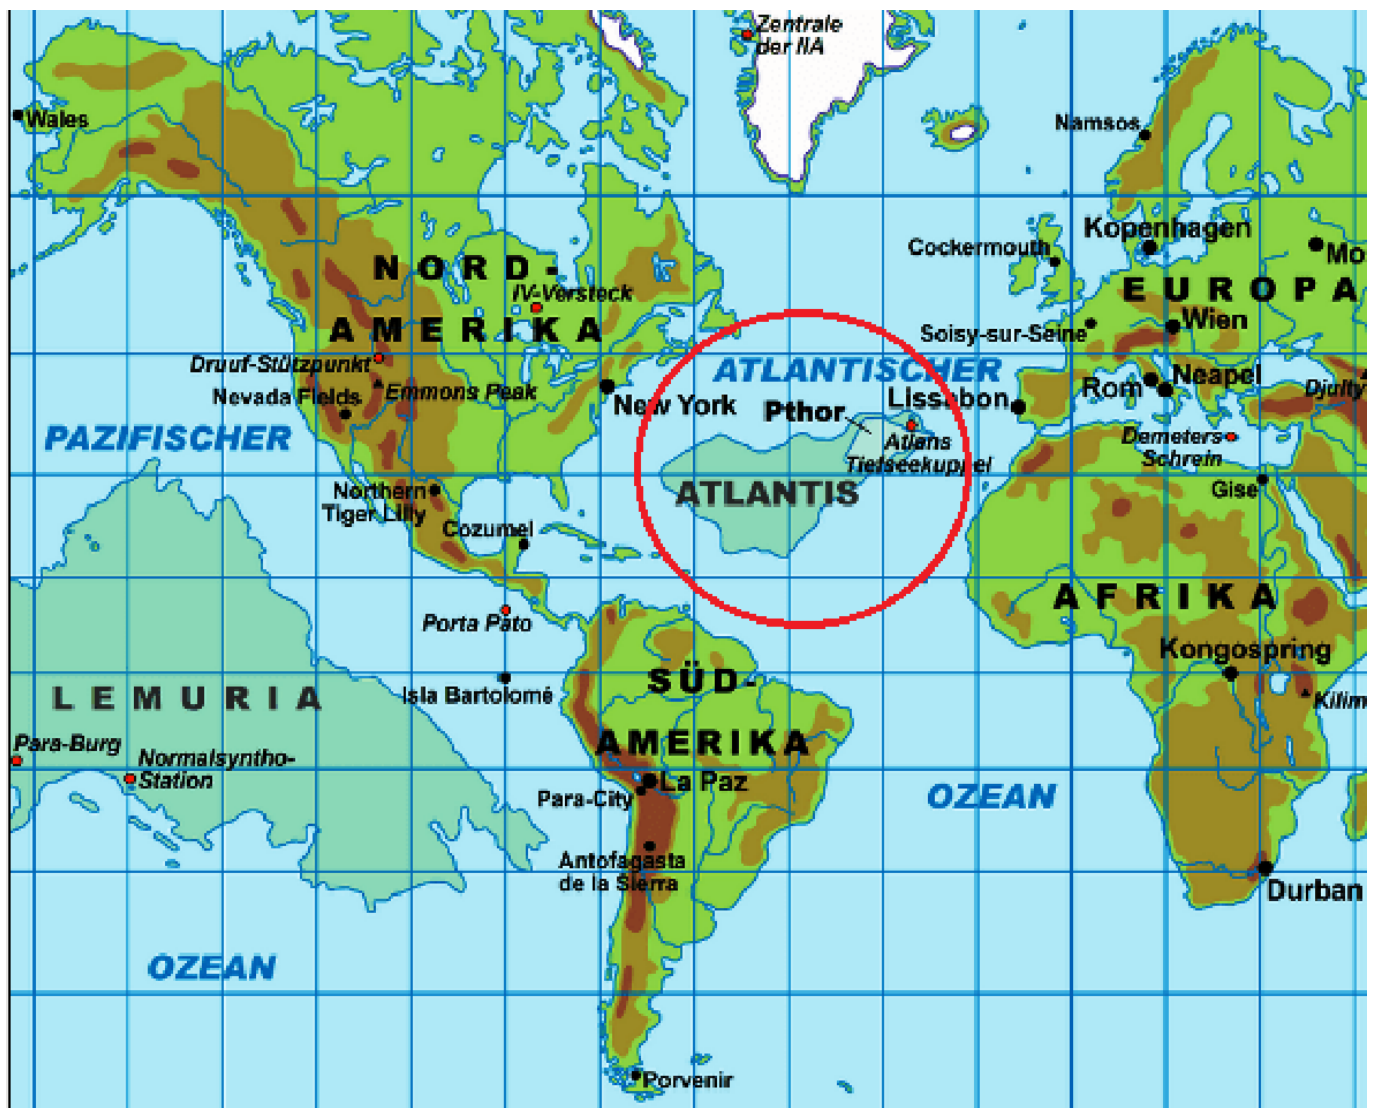 Zentrale
der IIA
Wales
Namsos
Kopenhagen
Cockermouth
Mo
NORD-
IV-Versteck
EUROPA
AMERIKA
Soisy-sur-Seine
Wien
Druuf-Stützpunkt
ATLANTISCHER
Nevada Fields
Emmons Peak
New York
Pthor
Lissabon
Rom
Neapel
Djulty
PAZIFISCHER
Atlans
Tiefseekuppel
Demeters
Schrein
Northern
Tiger Lilly
ATLANTIS
Gise
Cozumel
AFRIKA
Porta Pato
Kongospring
LEMURIA
Isla Bartolomé
SÜD-
Kilim
Para-Burg
Normalsyntho-
Station
AMERIKA
La Paz
Para-City
OZEAN
Antofagasta
de la Sierra
Durban
OZEAN
Porvenir